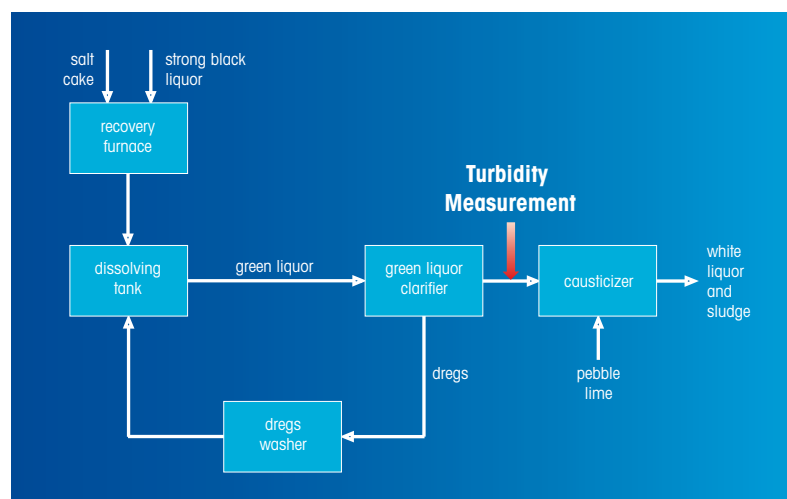 salt
cake
strong black
liquor
recovery
furnace
Turbidity
Measurement
dissolving
tank
green liquor
green liquor
clarifier
causticizer
white
liquor
and
sludge
dregs
pebble
lime
dregs
washer